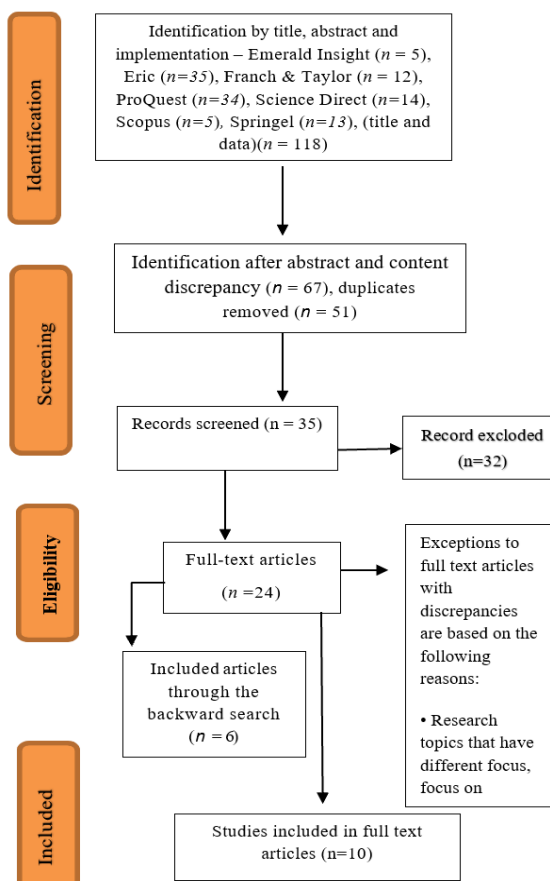 Identification
Identification by title, abstract and
implementation – Emerald Insight (n = 5),
Eric (n=35), Franch & Taylor (n = 12),
ProQuest (n=34), Science Direct (n=14),
Scopus (n=5), Springel (n=13), (title and
data)(n = 118)
Screening
Identification after abstract and content
discrepancy (n = 67), duplicates
removed (n = 51)
Records screened (n = 35)
Record excloded
(n=32)
Eligibility
Full-text articles
(n =24)
Exceptions to
full text articles
with
discrepancies
are based on the
following
reasons:
• Research
topics that have
different focus,
focus on
Included articles
through the
backward search
(n = 6)
Included
Studies included in full text
articles (n=10)